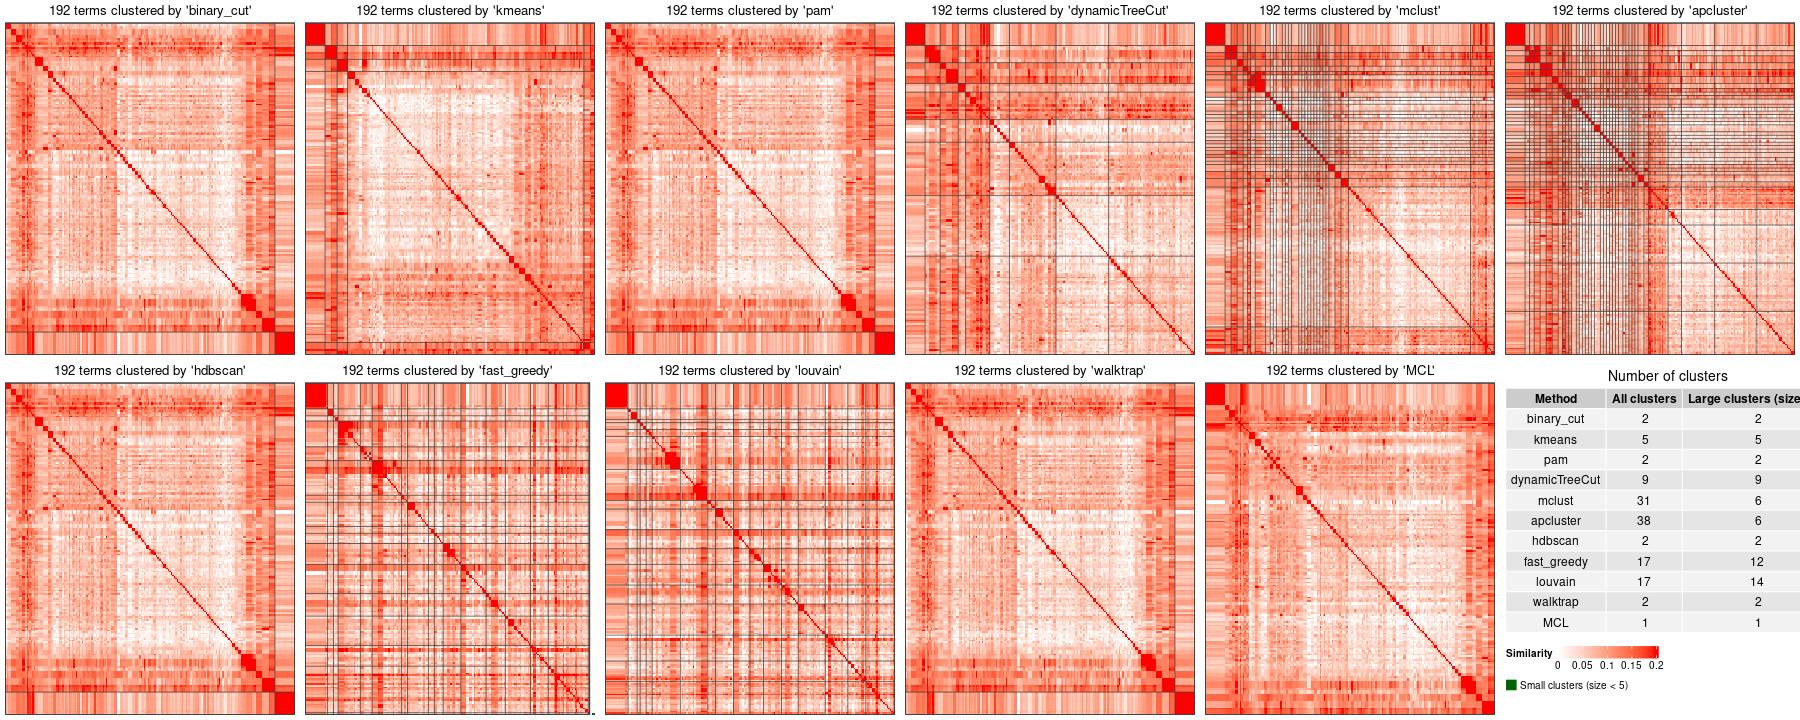 192 terms clustered by 'binary_cut'
192 terms clustered by 'kmeans'
192 terms clustered by 'pam'
192 terms clustered by 'dynamicTreeCut'
192 terms clustered by 'mclust'
192 terms clustered by 'apcluster'
192 terms clustered by 'hdbscan'
192 terms clustered by 'fast_greedy'
192 terms clustered by 'louvain'
192 terms clustered by 'walktrap'
192 terms clustered by 'MCL'
Number of clusters
Method All clusters Large clusters (size
binary_cut 2 2
kmeans 5 5
pam 2 2
dynamicTreeCut 9 9
mclust 31 6
apcluster 38 6
hdbscan 2 2
fast_greedy 17 12
louvain 17 14
walktrap 2 2
MCL 1 1
Similarity
0 0.05 0.1 0.15 0.2
Small clusters (size < 5)